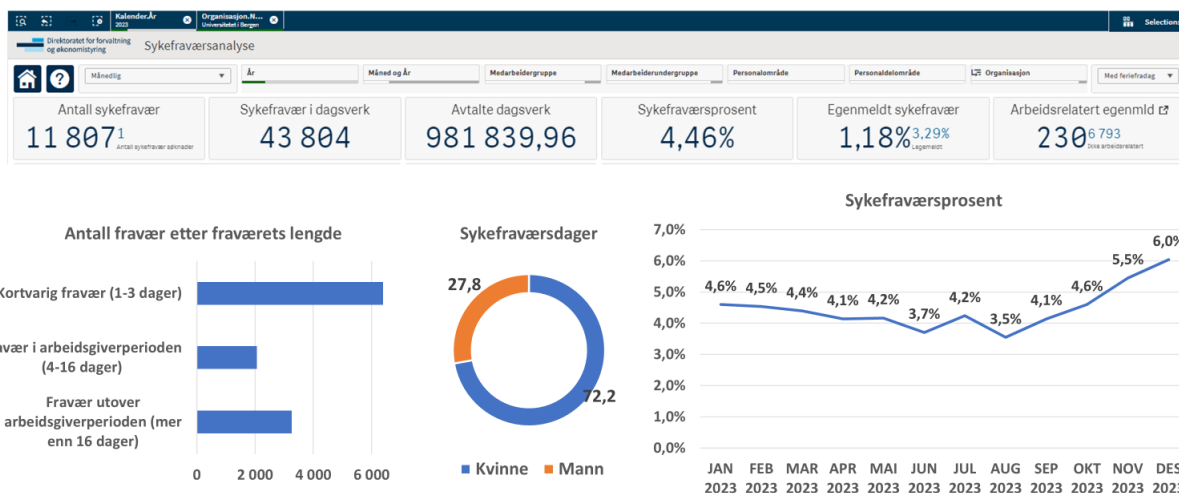 Kalender.År
2023
Organisasjon.N...
Universitetet i Bergen
Selections
Direktoratet for forvaltning
og økonomistyring
Sykefraværsanalyse
Månedlig
År
Måned og År
Medarbeidergruppe
Medarbeiderundergruppe
Personalområde
Personaldelområde
Organisasjon
Med feriefradag
Antall sykefravær
11 807 1
Antall sykefravær søknader
Sykefravær i dagsverk
43 804
Avtalte dagsverk
981 839,96
Sykefraværsprosent
4,46%
Egenmeldt sykefravær
1,18% 3,29%
Legemeldt
Arbeidsrelatert egenmld
230 6 793
Ikke arbeidsrelatert
Antall fravær etter fraværets lengde
Kortvarig fravær (1-3 dager)
avær i arbeidsgiverperioden
(4-16 dager)
Fravær utover
arbeidsgiverperioden (mer
enn 16 dager)
0 2 000 4 000 6 000
Sykefraværsdager
27,8
72,2
Kvinne Mann
Sykefraværsprosent
7,0%
6,0%
5,0%
4,0%
3,0%
2,0%
1,0%
0,0%
4,6% 4,5% 4,4% 4,1% 4,2% 3,7% 4,2% 3,5% 4,1% 4,6% 5,5% 6,0%
JAN FEB MAR APR MAI JUN JUL AUG SEP OKT NOV DES
2023 2023 2023 2023 2023 2023 2023 2023 2023 2023 2023 2023